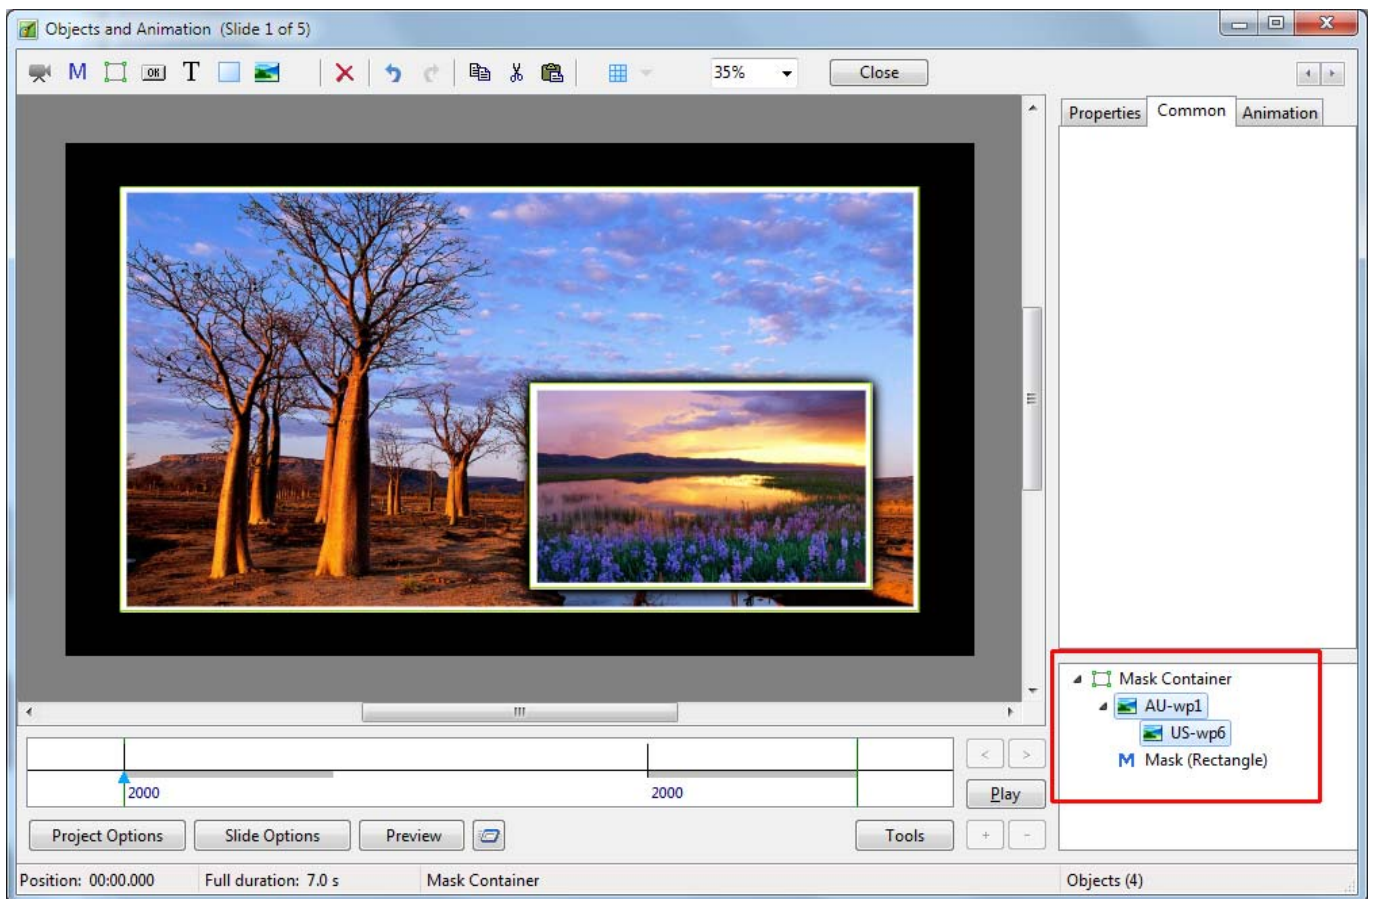 Objects and Animation (Slide 1 of 5)
M OK T 35% Close
Properties Common Animation
Mask Container
AU-wp1
US-wp6
M Mask (Rectangle)
< >
2000 2000
Play
Project Options Slide Options Preview Tools + -
Position: 00:00.000 Full duration: 7.0 s Mask Container Objects (4)